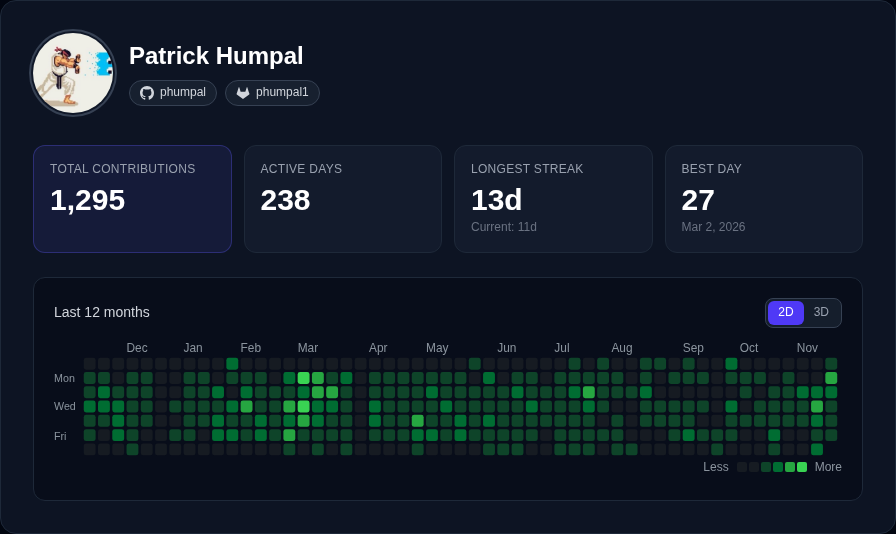 Patrick Humpal
phumpal phumpal1
TOTAL CONTRIBUTIONS
1,295
ACTIVE DAYS
238
LONGEST STREAK
13d
Current: 11d
BEST DAY
27
Mar 2, 2026
Last 12 months
2D 3D
Dec Jan Feb Mar Apr May Jun Jul Aug Sep Oct Nov
Mon
Wed
Fri
Less More